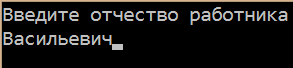 Введите отчество работника
Васильевич